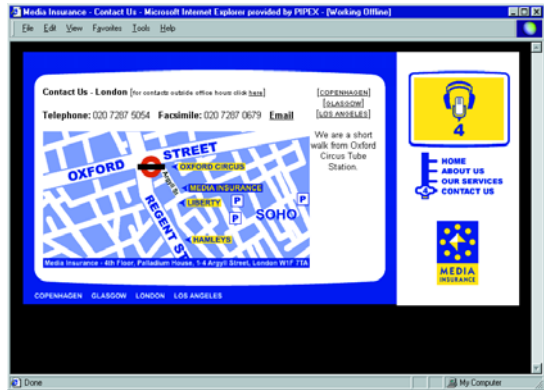 Media Insurance - Contact Us - Microsoft Internet Explorer provided by PIPEX - [Working Offline]
File Edit View Favorites Tools Help
Contact Us - London [for contacts outside office hours click here]
[COPENHAGEN]
[GLASGOW]
[LOS ANGELES]
Telephone: 020 7287 5054 Facsimile: 020 7287 0679 Email
We are a short
walk from Oxford
Circus Tube
Station.
OXFORD STREET
OXFORD CIRCUS
Argyll St
MEDIA INSURANCE
LIBERTY
P
P
SOHO
REGENT ST
HAMLEYS
Media Insurance - 4th Floor, Palladium House, 1-4 Argyll Street, London W1F 7TA
COPENHAGEN GLASGOW LONDON LOS ANGELES
4
HOME
ABOUT US
OUR SERVICES
CONTACT US
4
MEDIA
INSURANCE
Done
My Computer